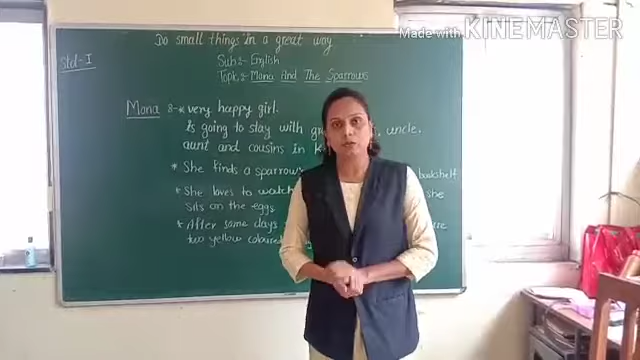 Made with KINEMASTER
Do small things in a great way
Std - I
Sub:- English
Topic:- Mona And The Sparrows
Mona :- * very happy girl.
Is going to stay with uncle.
aunt and cousins in
* She finds a sparrow bookshelf
* She loves to watch she
sits on the eggs
* After some days
two yellow coloured